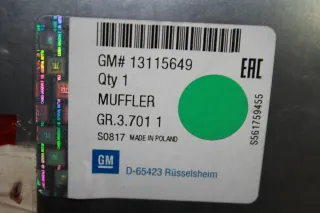 GM# 13115649
Qty 1
MUFFLER
GR.3.701 1
S0817 MADE IN POLAND
GM
D-65423 Rüsselsheim
EAC
S561759455